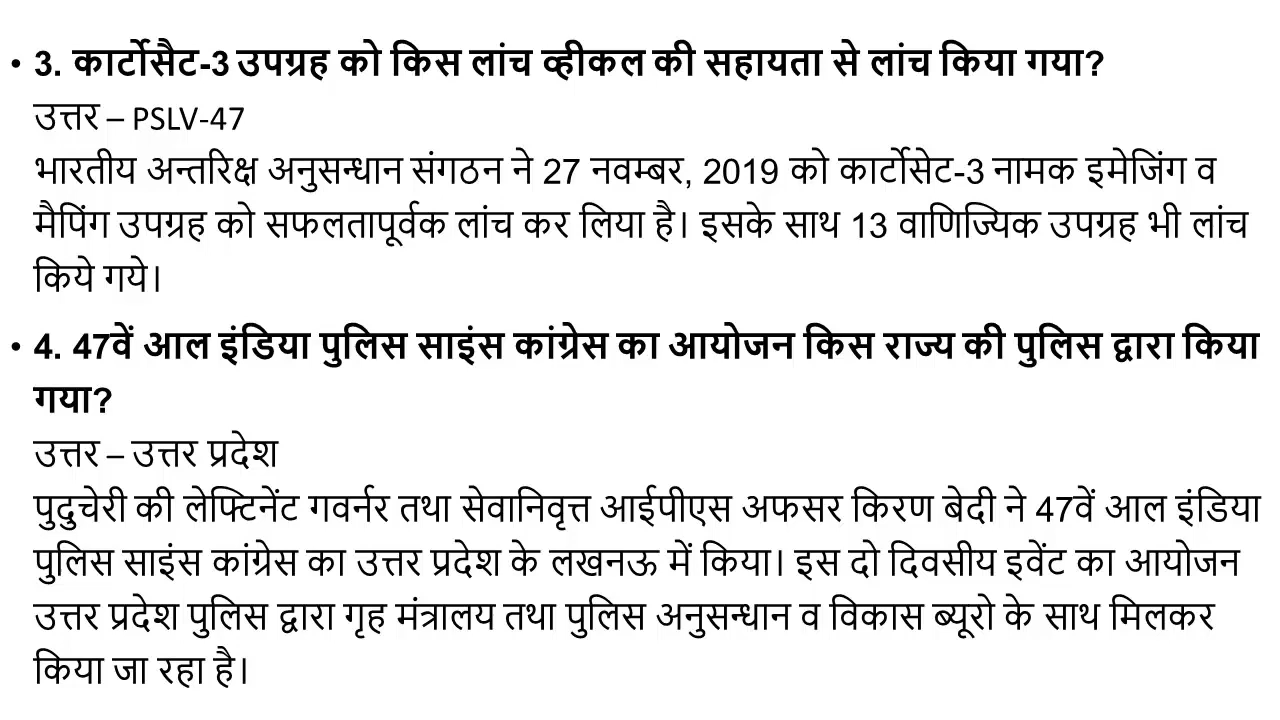 • 3. कार्टोसैट-3 उपग्रह को किस लांच व्हीकल की सहायता से लांच किया गया?
उत्तर – PSLV-47
भारतीय अन्तरिक्ष अनुसन्धान संगठन ने 27 नवम्बर, 2019 को कार्टोसेट-3 नामक इमेजिंग व
मैपिंग उपग्रह को सफलतापूर्वक लांच कर लिया है। इसके साथ 13 वाणिज्यिक उपग्रह भी लांच
किये गये।
• 4. 47वें आल इंडिया पुलिस साइंस कांग्रेस का आयोजन किस राज्य की पुलिस द्वारा किया
गया?
उत्तर – उत्तर प्रदेश
पुदुचेरी की लेफ्टिनेंट गवर्नर तथा सेवानिवृत्त आईपीएस अफसर किरण बेदी ने 47वें आल इंडिया
पुलिस साइंस कांग्रेस का उत्तर प्रदेश के लखनऊ में किया। इस दो दिवसीय इवेंट का आयोजन
उत्तर प्रदेश पुलिस द्वारा गृह मंत्रालय तथा पुलिस अनुसन्धान व विकास ब्यूरो के साथ मिलकर
किया जा रहा है।